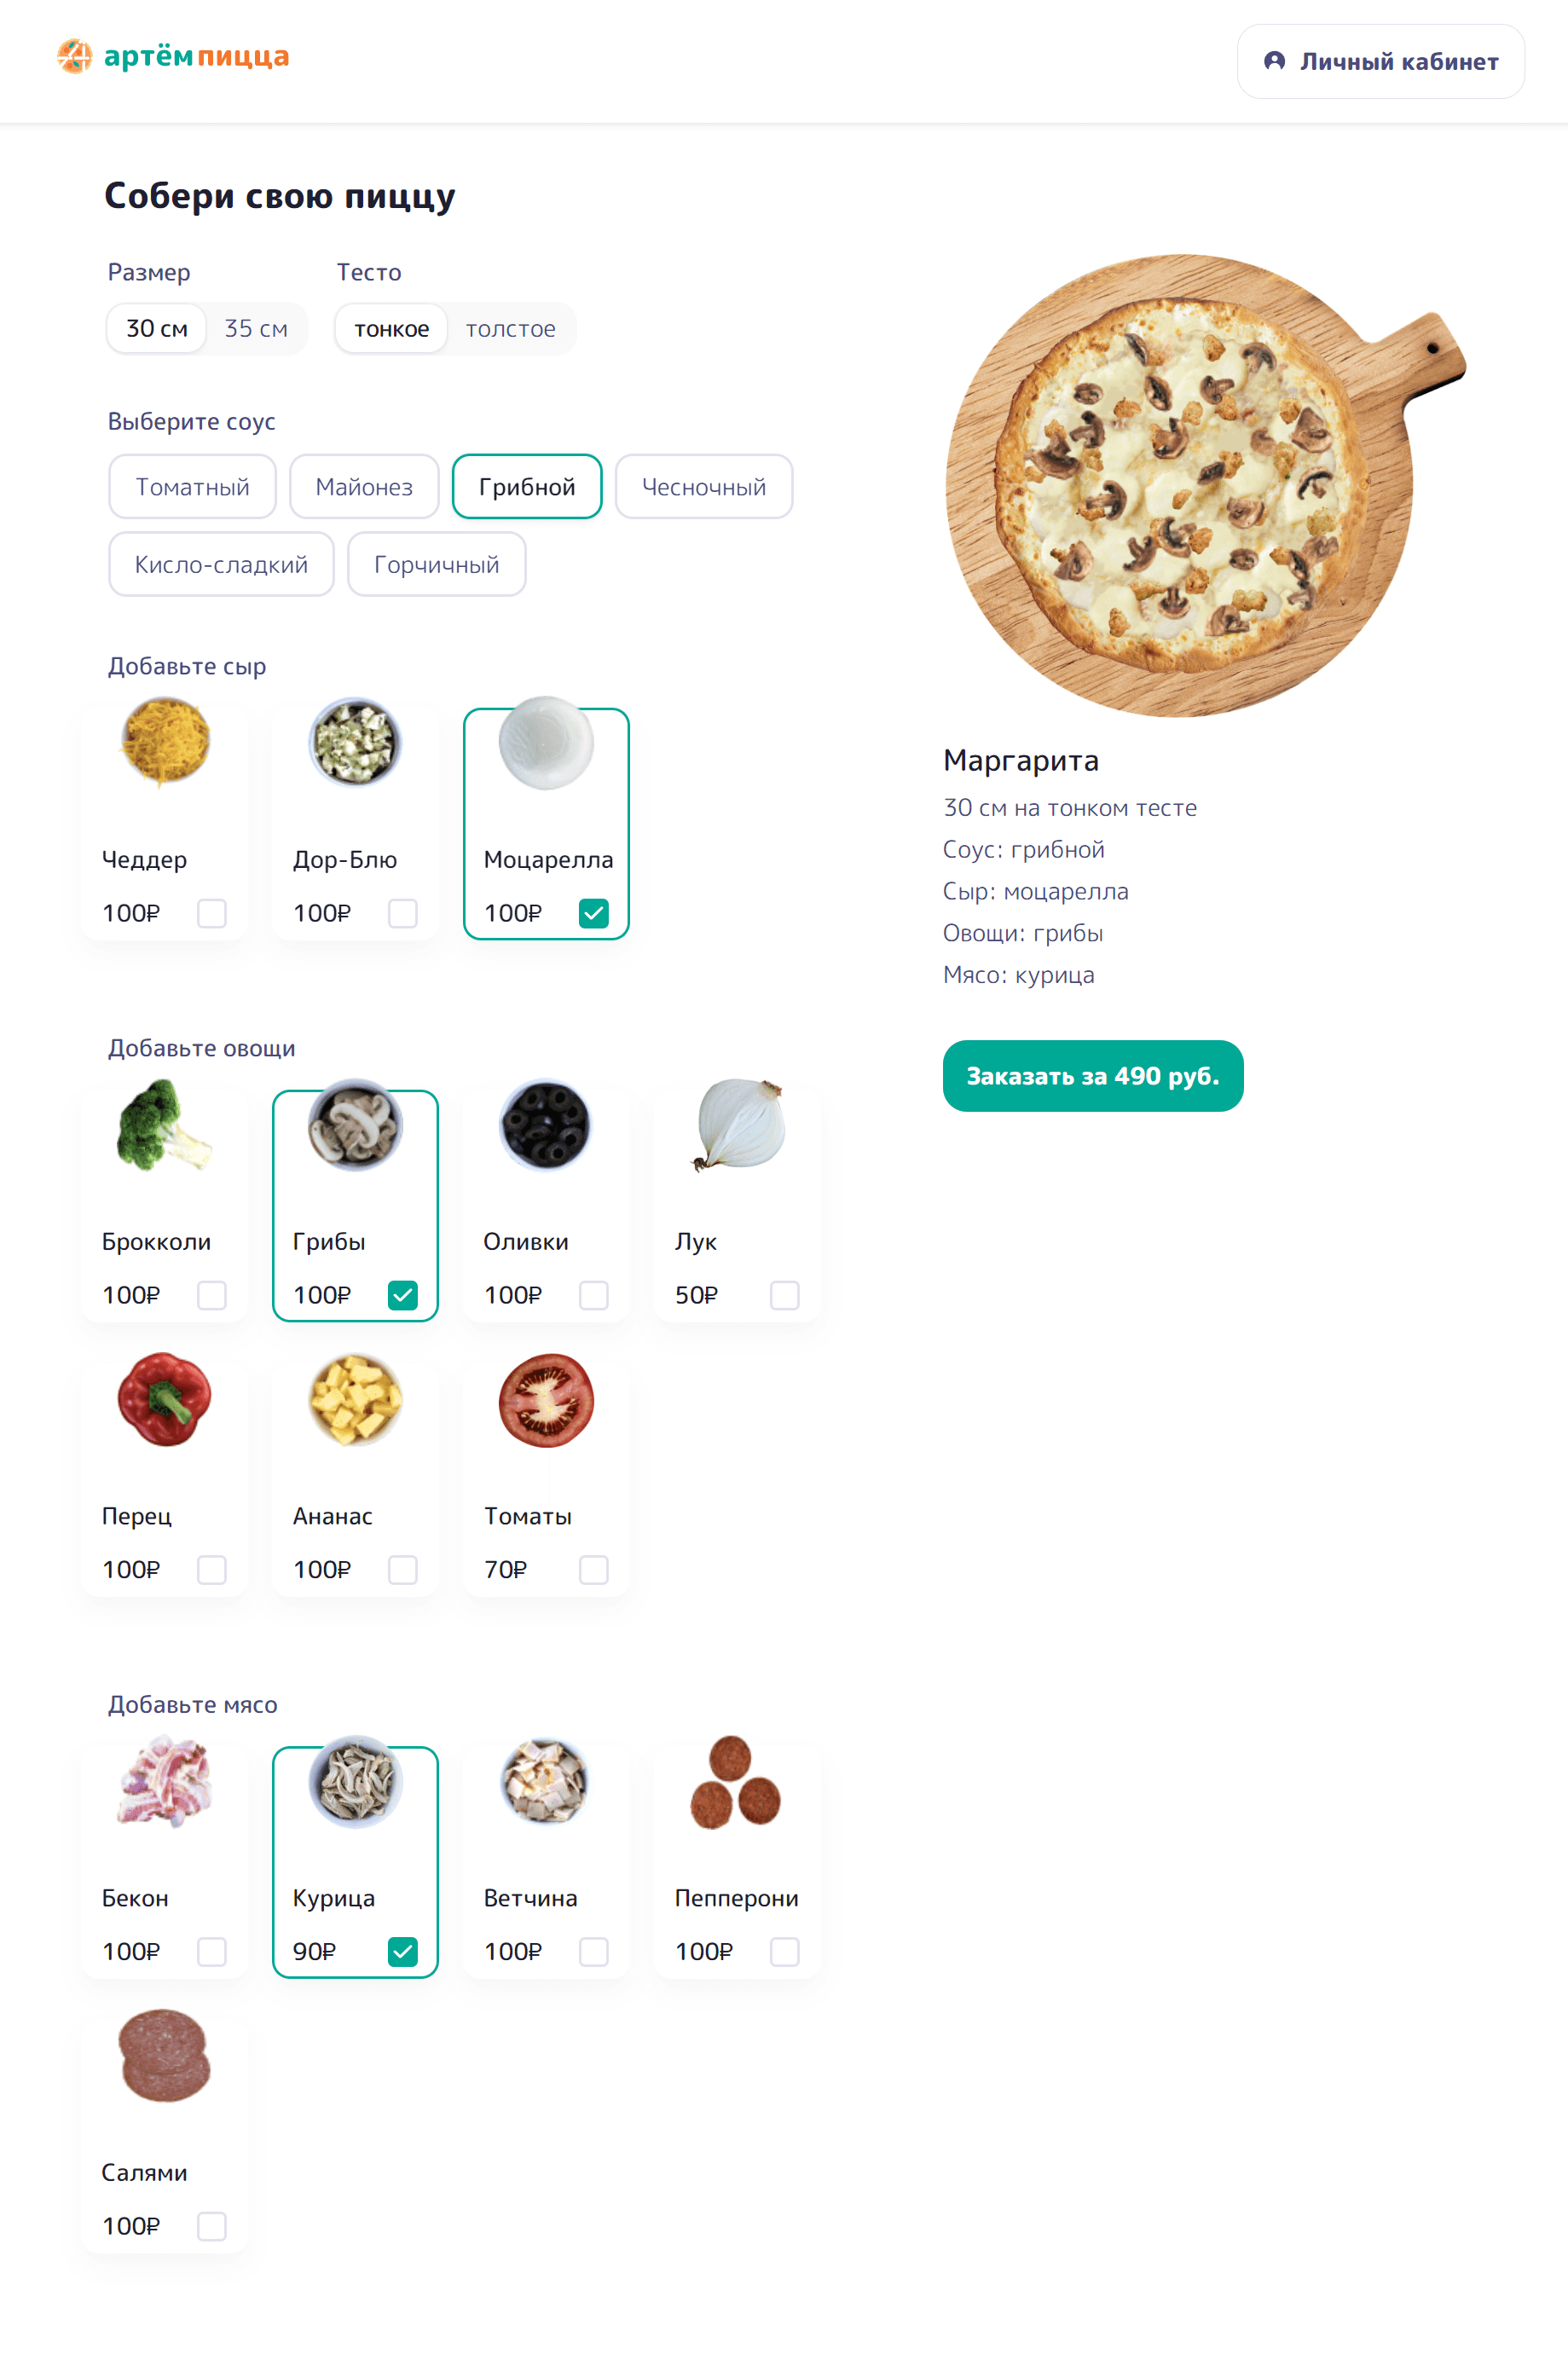 артём пицца
Личный кабинет
Собери свою пиццу
Размер
Тесто
30 см
35 см
тонкое
толстое
Выберите соус
Томатный
Майонез
Грибной
Чесночный
Кисло-сладкий
Горчичный
Добавьте сыр
Чеддер
Дор-Блю
Моцарелла
100₽
100₽
100₽
Добавьте овощи
Брокколи
Грибы
Оливки
Лук
100₽
100₽
100₽
50₽
Перец
Ананас
Томаты
100₽
100₽
70₽
Добавьте мясо
Бекон
Курица
Ветчина
Пепперони
100₽
90₽
100₽
100₽
Салями
100₽
Маргарита
30 см на тонком тесте
Соус: грибной
Сыр: моцарелла
Овощи: грибы
Мясо: курица
Заказать за 490 руб.